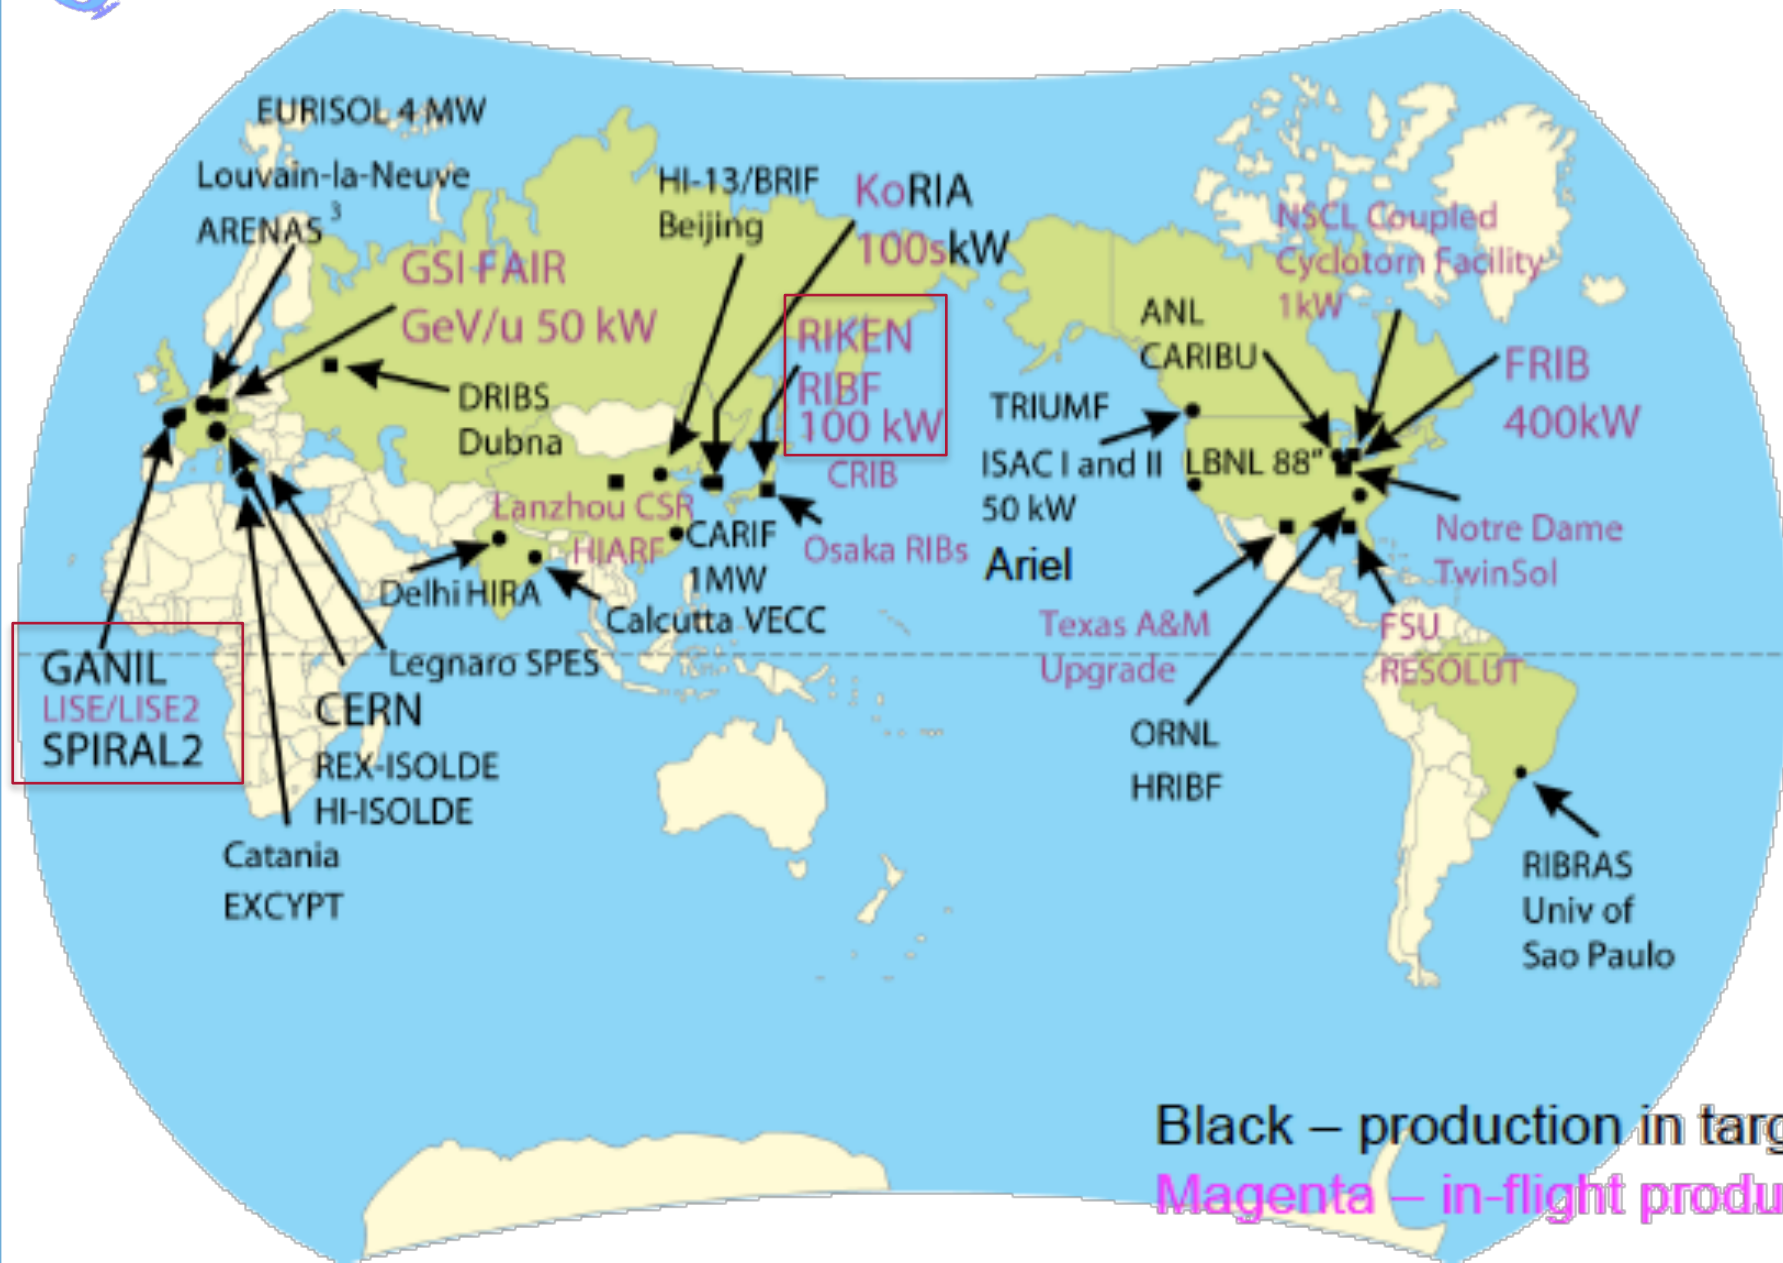 EURISOL 4 MW
Louvain-la-Neuve
ARENAS³
GSI FAIR
GeV/u 50 kW
DRIBS
Dubna
HI-13/BRIF
Beijing
KoRIA
100skW
RIKEN
RIBF
100 kW
CRIB
Osaka RIBs
Lanzhou CSR
HIARF
CARIF
1MW
Delhi HIRA
Calcutta VECC
GANIL
LISE/LISE2
SPIRAL2
Legnaro SPES
CERN
REX-ISOLDE
HI-ISOLDE
Catania
EXCYPT
NSCL Coupled
Cyclotorn Facility
1kW
ANL
CARIBU
FRIB
400kW
TRIUMF
ISAC I and II
50 kW
Ariel
LBNL 88"
Notre Dame
TwinSol
Texas A&M
Upgrade
FSU
RESOLUT
ORNL
HRIBF
RIBRAS
Univ of
Sao Paulo
Black – production in targ
Magenta – in-flight produ